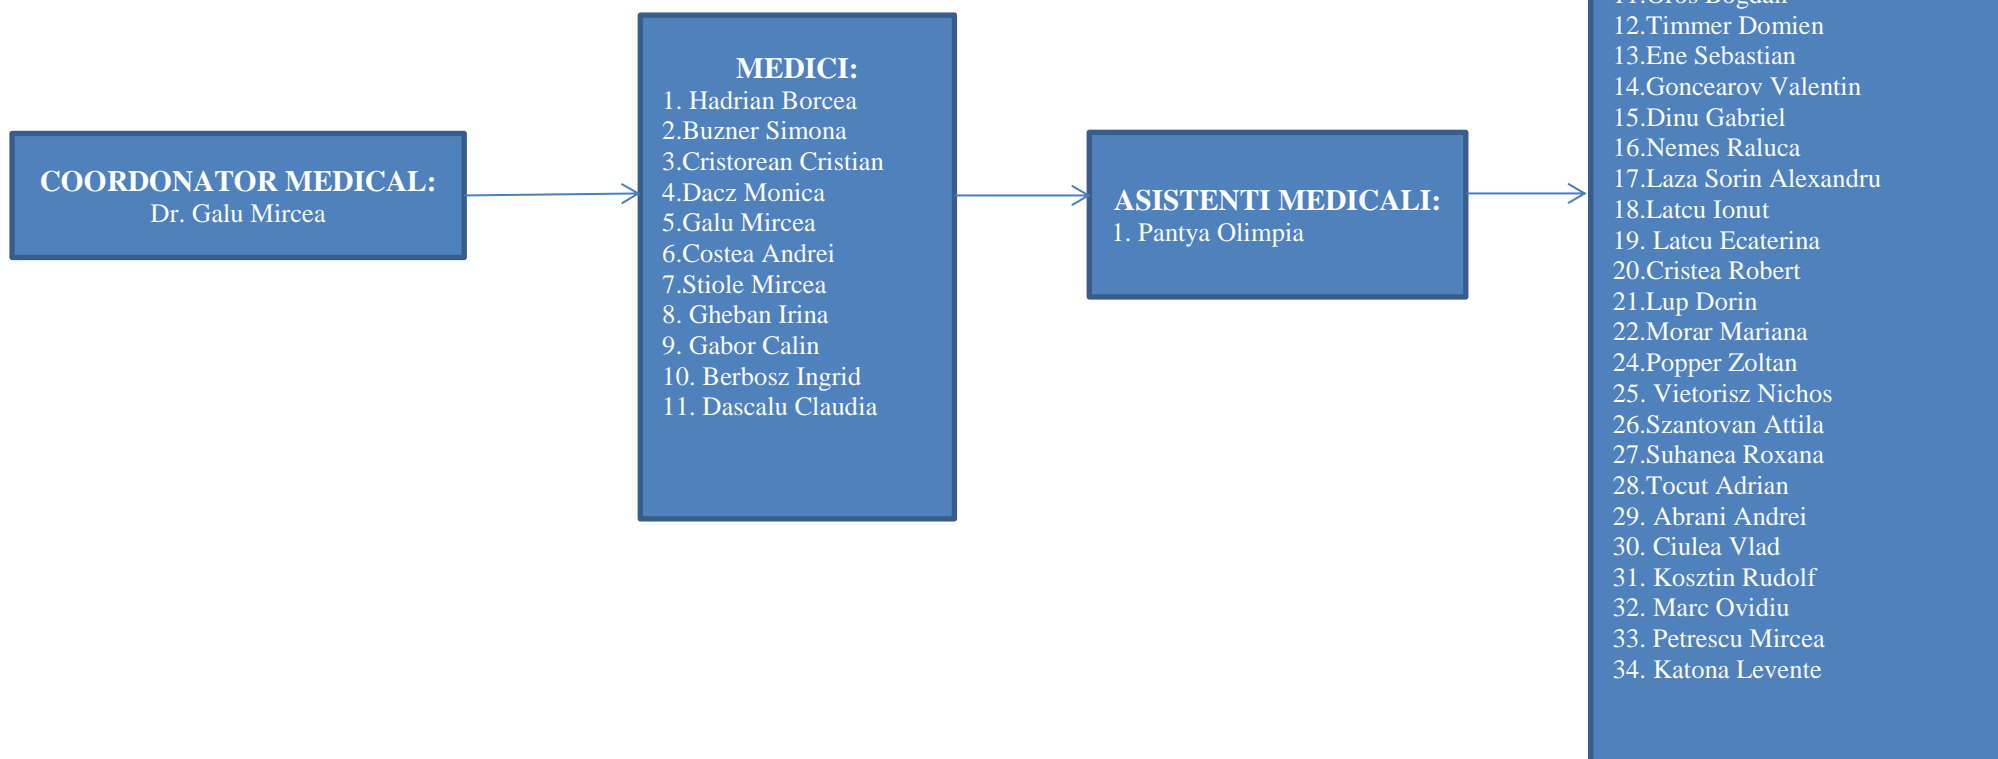 COORDONATOR MEDICAL:
Dr. Galu Mircea
MEDICI:
1. Hadrian Borcea
2.Buzner Simona
3.Cristorean Cristian
4.Dacz Monica
5.Galu Mircea
6.Costea Andrei
7.Stiole Mircea
8. Gheban Irina
9. Gabor Calin
10. Berbosz Ingrid
11. Dascalu Claudia
ASISTENTI MEDICALI:
1. Pantya Olimpia
12.Timmer Domien
13.Ene Sebastian
14.Goncearov Valentin
15.Dinu Gabriel
16.Nemes Raluca
17.Laza Sorin Alexandru
18.Latcu Ionut
19. Latcu Ecaterina
20.Cristea Robert
21.Lup Dorin
22.Morar Mariana
24.Popper Zoltan
25. Vietorisz Nichos
26.Szantovan Attila
27.Suhanea Roxana
28.Tocut Adrian
29. Abrani Andrei
30. Ciulea Vlad
31. Kosztin Rudolf
32. Marc Ovidiu
33. Petrescu Mircea
34. Katona Levente